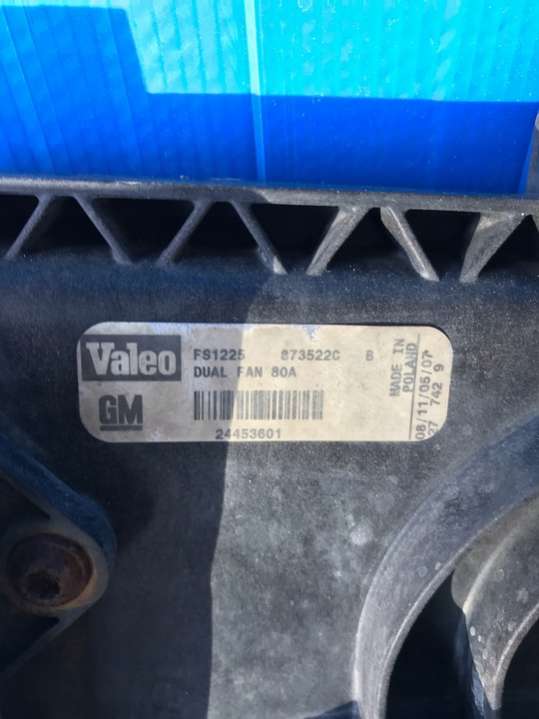 Valeo
FS1225 873522C B
DUAL FAN 80A
GM
24453601
MADE IN
POLAND
08/11/05/07
27 742 9